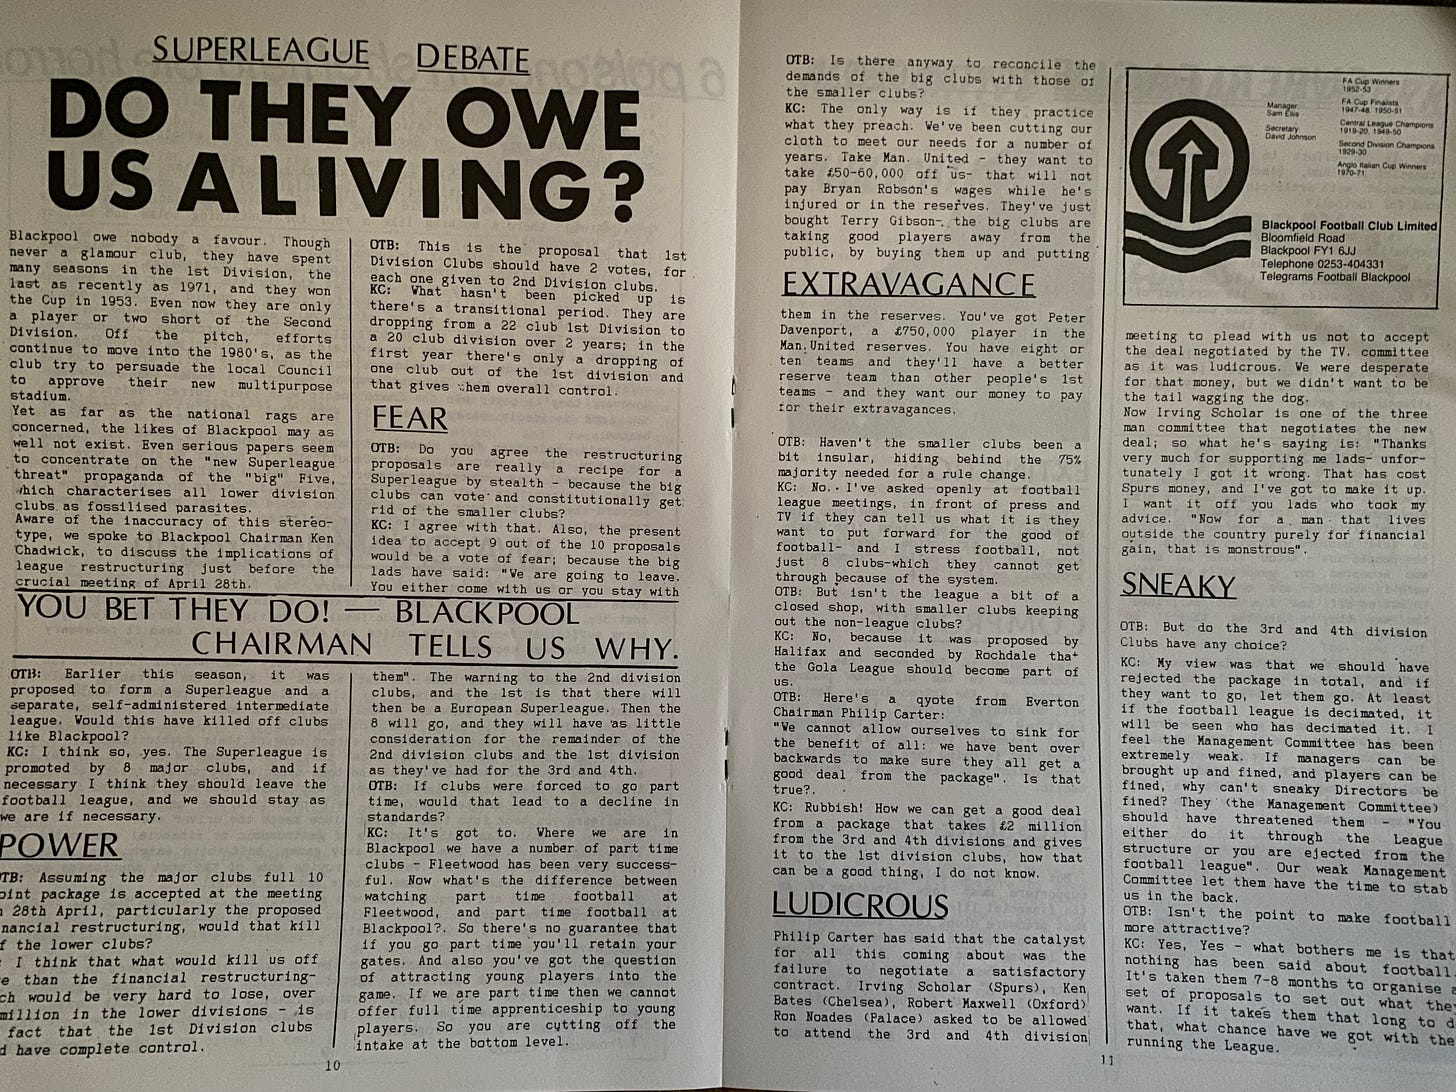 SUPERLEAGUE DEBATE
DO THEY OWE
US A LIVING?
Blackpool owe nobody a favour. Though
never a glamour club, they have spent
many seasons in the 1st Division, the
last as recently as 1971, and they won
the Cup in 1953. Even now they are only
a player or two short of the Second
Division. Off the pitch, efforts
continue to move into the 1980's, as the
club try to persuade the local Council
to approve their new multipurpose
stadium.
Yet as far as the national rags are
concerned, the likes of Blackpool may as
well not exist. Even serious papers seem
to concentrate on the "new Superleague
threat" propaganda of the "big" Five,
which characterises all lower division
clubs as fossilised parasites.
Aware of the inaccuracy of this stereo-
type, we spoke to Blackpool Chairman Ken
Chadwick, to discuss the implications of
league restructuring just before the
crucial meeting of April 28th.
OTB: This is the proposal that 1st
Division Clubs should have 2 votes, for
each one given to 2nd Division clubs.
KC: What hasn't been picked up is
there's a transitional period. They are
dropping from a 22 club 1st Division to
a 20 club division over 2 years; in the
first year there's only a dropping of
one club out of the 1st division and
that gives them overall control.
FEAR
OTB: Do you agree the restructuring
proposals are really a recipe for a
Superleague by stealth - because the big
clubs can vote and constitutionally get
rid of the smaller clubs?
KC: I agree with that. Also, the present
idea to accept 9 out of the 10 proposals
would be a vote of fear; because the big
lads have said: "We are going to leave.
You either come with us or you stay with
YOU BET THEY DO! — BLACKPOOL
CHAIRMAN TELLS US WHY.
OTB: Earlier this season, it was
proposed to form a Superleague and a
separate, self-administered intermediate
league. Would this have killed off clubs
like Blackpool?
KC: I think so, yes. The Superleague is
promoted by 8 major clubs, and if
necessary I think they should leave the
football league, and we should stay as
we are if necessary.
POWER
OTB: Assuming the major clubs full 10
oint package is accepted at the meeting
28th April, particularly the proposed
nancial restructuring, would that kill
f the lower clubs?
I think that what would kill us off
e than the financial restructuring-
ch would be very hard to lose, over
million in the lower divisions - is
fact that the 1st Division clubs
d have complete control.
them". The warning to the 2nd division
clubs, and the 1st is that there will
then be a European Superleague. Then the
8 will go, and they will have as little
consideration for the remainder of the
2nd division clubs and the 1st division
as they've had for the 3rd and 4th.
OTB: If clubs were forced to go part
time, would that lead to a decline in
standards?
KC: It's got to. Where we are in
Blackpool we have a number of part time
clubs - Fleetwood has been very success-
ful. Now what's the difference between
watching part time football at
Fleetwood, and part time football at
Blackpool?. So there's no guarantee that
if you go part time you'll retain your
gates. And also you've got the question
of attracting young players into the
game. If we are part time then we cannot
offer full time apprenticeship to young
players. So you are cutting off the
intake at the bottom level.
10
OTB: Is there anyway to reconcile the
demands of the big clubs with those of
the smaller clubs?
KC: The only way is if they practice
what they preach. We've been cutting our
cloth to meet our needs for a number of
years. Take Man. United - they want to
take £50-60,000 off us- that will not
pay Bryan Robson's wages while he's
injured or in the reserves. They've just
bought Terry Gibson-, the big clubs are
taking good players away from the
public, by buying them up and putting
EXTRAVAGANCE
them in the reserves. You've got Peter
Davenport, a £750,000 player in the
Man.United reserves. You have eight or
ten teams and they'll have a better
reserve team than other people's 1st
teams - and they want our money to pay
for their extravagances.
OTB: Haven't the smaller clubs been a
bit insular, hiding behind the 75%
majority needed for a rule change.
KC: No.. I've asked openly at football
league meetings, in front of press and
TV if they can tell us what it is they
want to put forward for the good of
football- and I stress football, not
just 8 clubs-which they cannot get
through because of the system.
OTB: But isn't the league a bit of a
closed shop, with smaller clubs keeping
out the non-league clubs?
KC: No, because it was proposed by
Halifax and seconded by Rochdale that
the Gola League should become part of
us.
OTB: Here's a qyote from Everton
Chairman Philip Carter:
"We cannot allow ourselves to sink for
the benefit of all: we have bent over
backwards to make sure they all get a
good deal from the package". Is that
true?.
KC: Rubbish! How we can get a good deal
from a package that takes £2 million
from the 3rd and 4th divisions and gives
it to the 1st division clubs, how that
can be a good thing, I do not know.
LUDICROUS
Philip Carter has said that the catalyst
for all this coming about was the
failure to negotiate a satisfactory
contract. Irving Scholar (Spurs), Ken
Bates (Chelsea), Robert Maxwell (Oxford)
Ron Noades (Palace) asked to be allowed
to attend the 3rd and 4th division
Manager
Sam Ellis
Secretary
David Johnson
FA Cup Winners
1952-53
FA Cup Finalists
1947-48, 1950-51
Central League Champions
1919-20, 1949-50
Second Division Champions
1929-30
Anglo Italian Cup Winners
1970-71
Blackpool Football Club Limited
Bloomfield Road
Blackpool FY1 6JJ
Telephone 0253-404331
Telegrams Football Blackpool
meeting to plead with us not to accept
the deal negotiated by the TV. committee
as it was ludicrous. We were desperate
for that money, but we didn't want to be
the tail wagging the dog.
Now Irving Scholar is one of the three
man committee that negotiates the new
deal; so what he's saying is: "Thanks
very much for supporting me lads- unfor-
tunately I got it wrong. That has cost
Spurs money, and I've got to make it up.
I want it off you lads who took my
advice. "Now for a man that lives
outside the country purely for financial
gain, that is monstrous".
SNEAKY
OTB: But do the 3rd and 4th division
Clubs have any choice?
KC: My view was that we should have
rejected the package in total, and if
they want to go, let them go. At least
if the football league is decimated, it
will be seen who has decimated it. I
feel the Management Committee has been
extremely weak. If managers can be
brought up and fined, and players can be
fined, why can't sneaky Directors be
fined? They (the Management Committee)
should have threatened them - "You
either do it through the League
structure or you are ejected from the
football league". Our weak Management
Committee let them have the time to stab
us in the back.
OTB: Isn't the point to make football
more attractive?
KC: Yes, Yes - what bothers me is that
nothing has been said about football.
It's taken them 7-8 months to organise a
set of proposals to set out what they
want. If it takes them that long to d
that, what chance have we got with the
running the League.
11